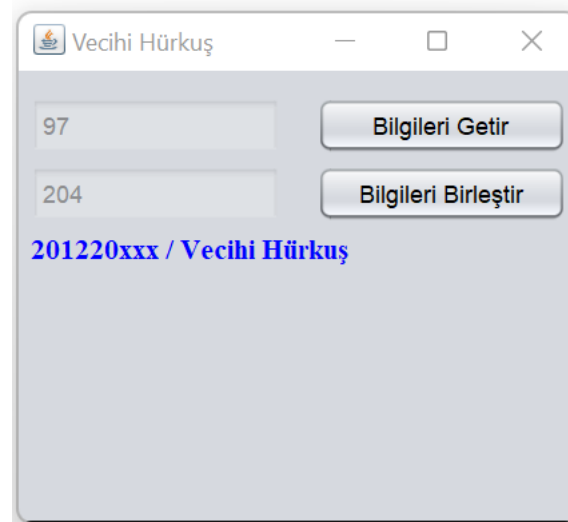 Vecihi Hürkuş
97
Bilgileri Getir
204
Bilgileri Birleştir
201220xxx / Vecihi Hürkuş